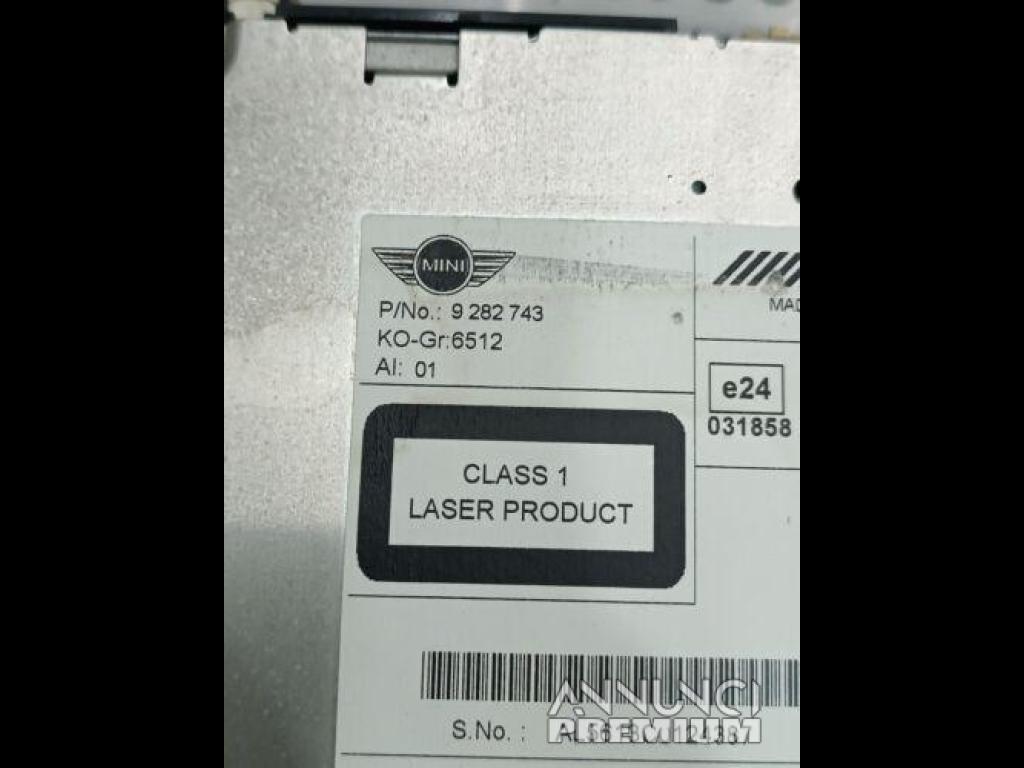 MINI
P/No.: 9 282 743
KO-Gr:6512
AI: 01
MAD
e24
031858
CLASS 1
LASER PRODUCT
S.No. :
ANNUNCI
PREMIUM